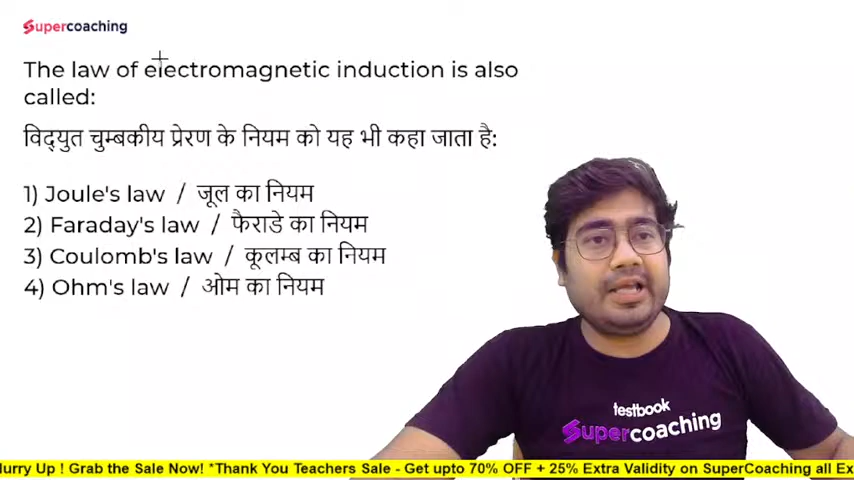 Supercoaching
The law of electromagnetic induction is also
called:
विद्युत चुम्बकीय प्रेरण के नियम को यह भी कहा जाता है:
1) Joule's law / जूल का नियम
2) Faraday's law / फैराडे का नियम
3) Coulomb's law / कूलम्ब का नियम
4) Ohm's law / ओम का नियम
testbook
Supercoaching
Hurry Up ! Grab the Sale Now! *Thank You Teachers Sale - Get upto 70% OFF + 25% Extra Validity on SuperCoaching all Ex